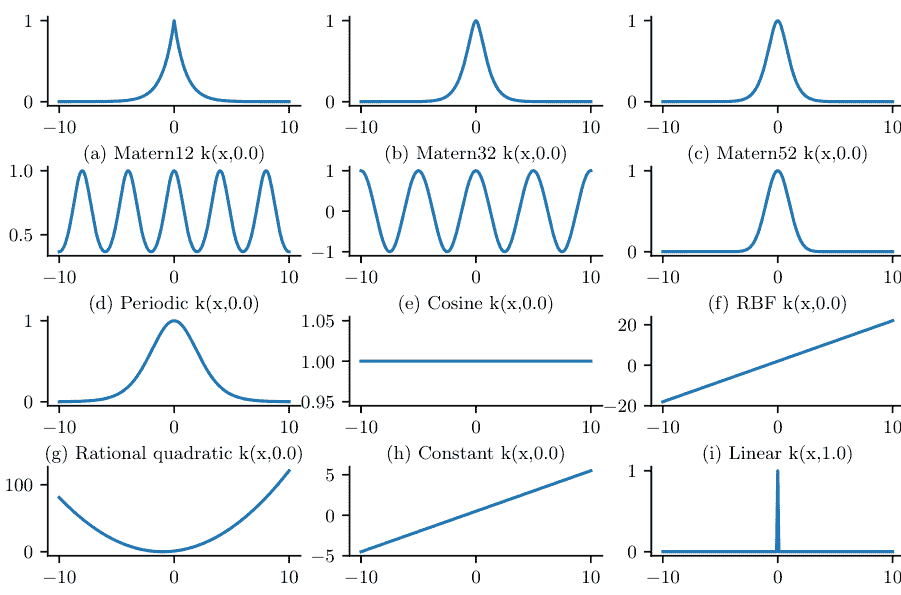 1 1 1
0 0 0
−10 0 10 −10 0 10 −10 0 10
(a) Matern12 k(x,0.0) (b) Matern32 k(x,0.0) (c) Matern52 k(x,0.0)
1.0 1 1
0.5 0
−1 0
−10 0 10 −10 0 10 −10 0 10
(d) Periodic k(x,0.0) (e) Cosine k(x,0.0) (f) RBF k(x,0.0)
1 1.05 20
1.00 0
0 0.95 −20
−10 0 10 −10 0 10 −10 0 10
(g) Rational quadratic k(x,0.0) (h) Constant k(x,0.0) (i) Linear k(x,1.0)
100 5 1
0
0 −5 0
−10 0 10 −10 0 10 −10 0 10